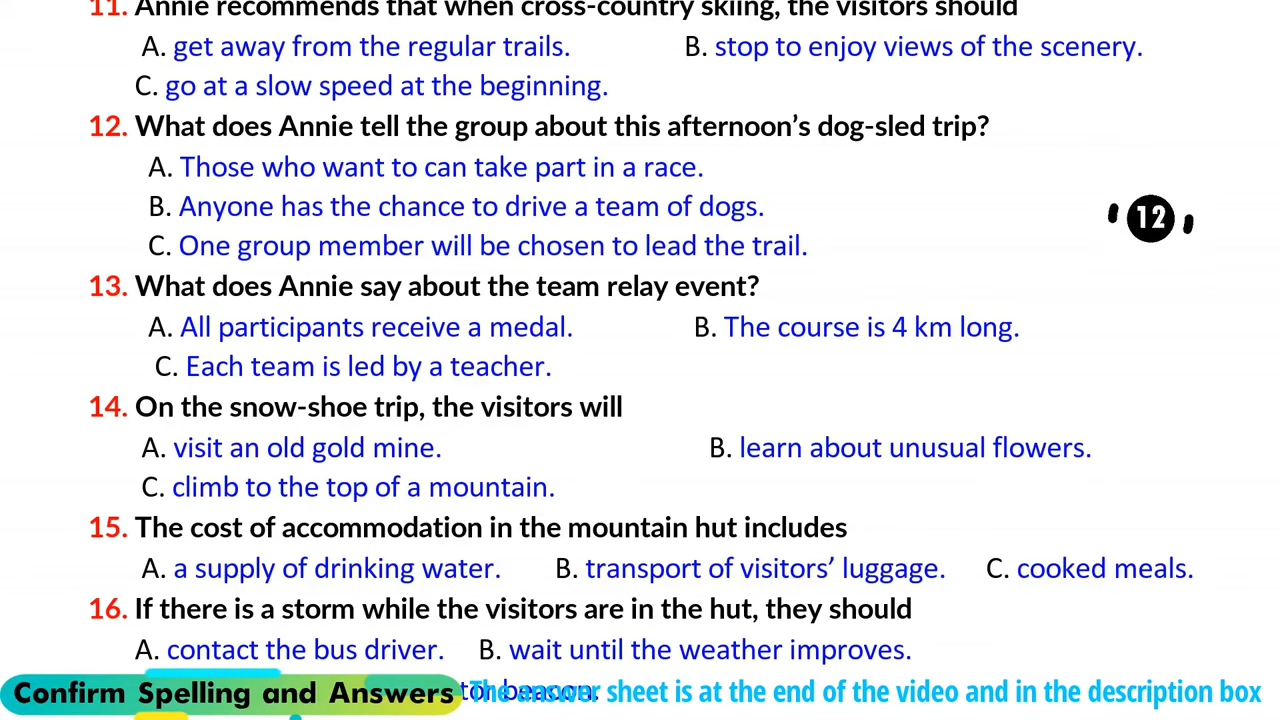 11. Annie recommends that when cross-country skiing, the visitors should
A. get away from the regular trails. B. stop to enjoy views of the scenery.
C. go at a slow speed at the beginning.
12. What does Annie tell the group about this afternoon's dog-sled trip?
A. Those who want to can take part in a race.
B. Anyone has the chance to drive a team of dogs.
12
C. One group member will be chosen to lead the trail.
13. What does Annie say about the team relay event?
A. All participants receive a medal. B. The course is 4 km long.
C. Each team is led by a teacher.
14. On the snow-shoe trip, the visitors will
A. visit an old gold mine. B. learn about unusual flowers.
C. climb to the top of a mountain.
15. The cost of accommodation in the mountain hut includes
A. a supply of drinking water. B. transport of visitors' luggage. C. cooked meals.
16. If there is a storm while the visitors are in the hut, they should
A. contact the bus driver. B. wait until the weather improves.
Confirm Spelling and Answers The answer sheet is at the end of the video and in the description box